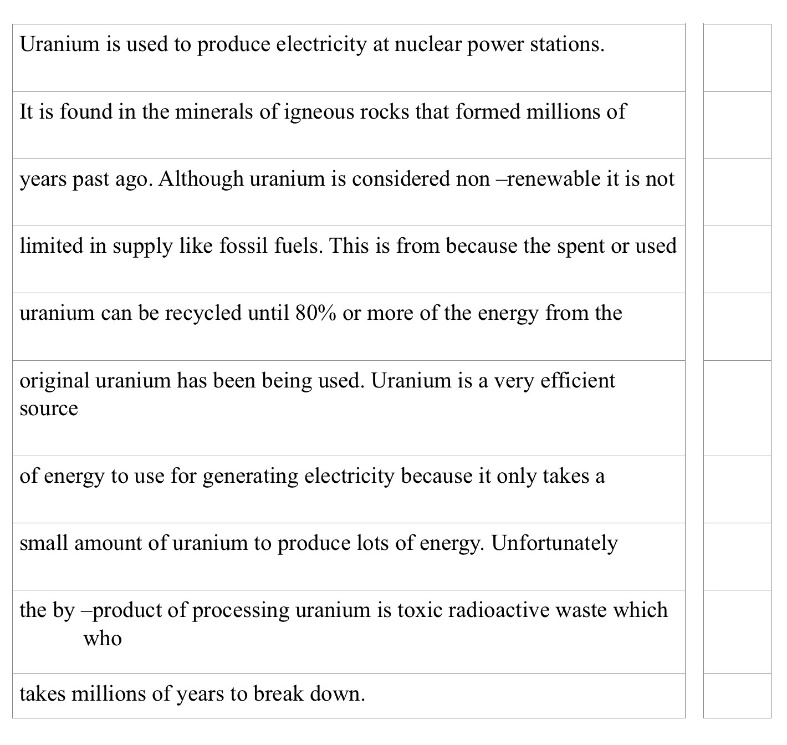 Uranium is used to produce electricity at nuclear power stations.
It is found in the minerals of igneous rocks that formed millions of
years past ago. Although uranium is considered non –renewable it is not
limited in supply like fossil fuels. This is from because the spent or used
uranium can be recycled until 80% or more of the energy from the
original uranium has been being used. Uranium is a very efficient
source
of energy to use for generating electricity because it only takes a
small amount of uranium to produce lots of energy. Unfortunately
the by –product of processing uranium is toxic radioactive waste which
who
takes millions of years to break down.